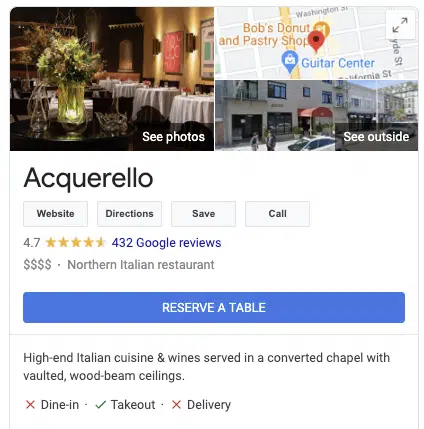 Washington St
Bob's Donut
and Pastry Shop
Guitar Center
California St
yde St
See photos
See outside
Acquerello
Website
Directions
Save
Call
4.7
432 Google reviews
$$$$ · Northern Italian restaurant
RESERVE A TABLE
High-end Italian cuisine & wines served in a converted chapel with
vaulted, wood-beam ceilings.
Dine-in · Takeout · Delivery